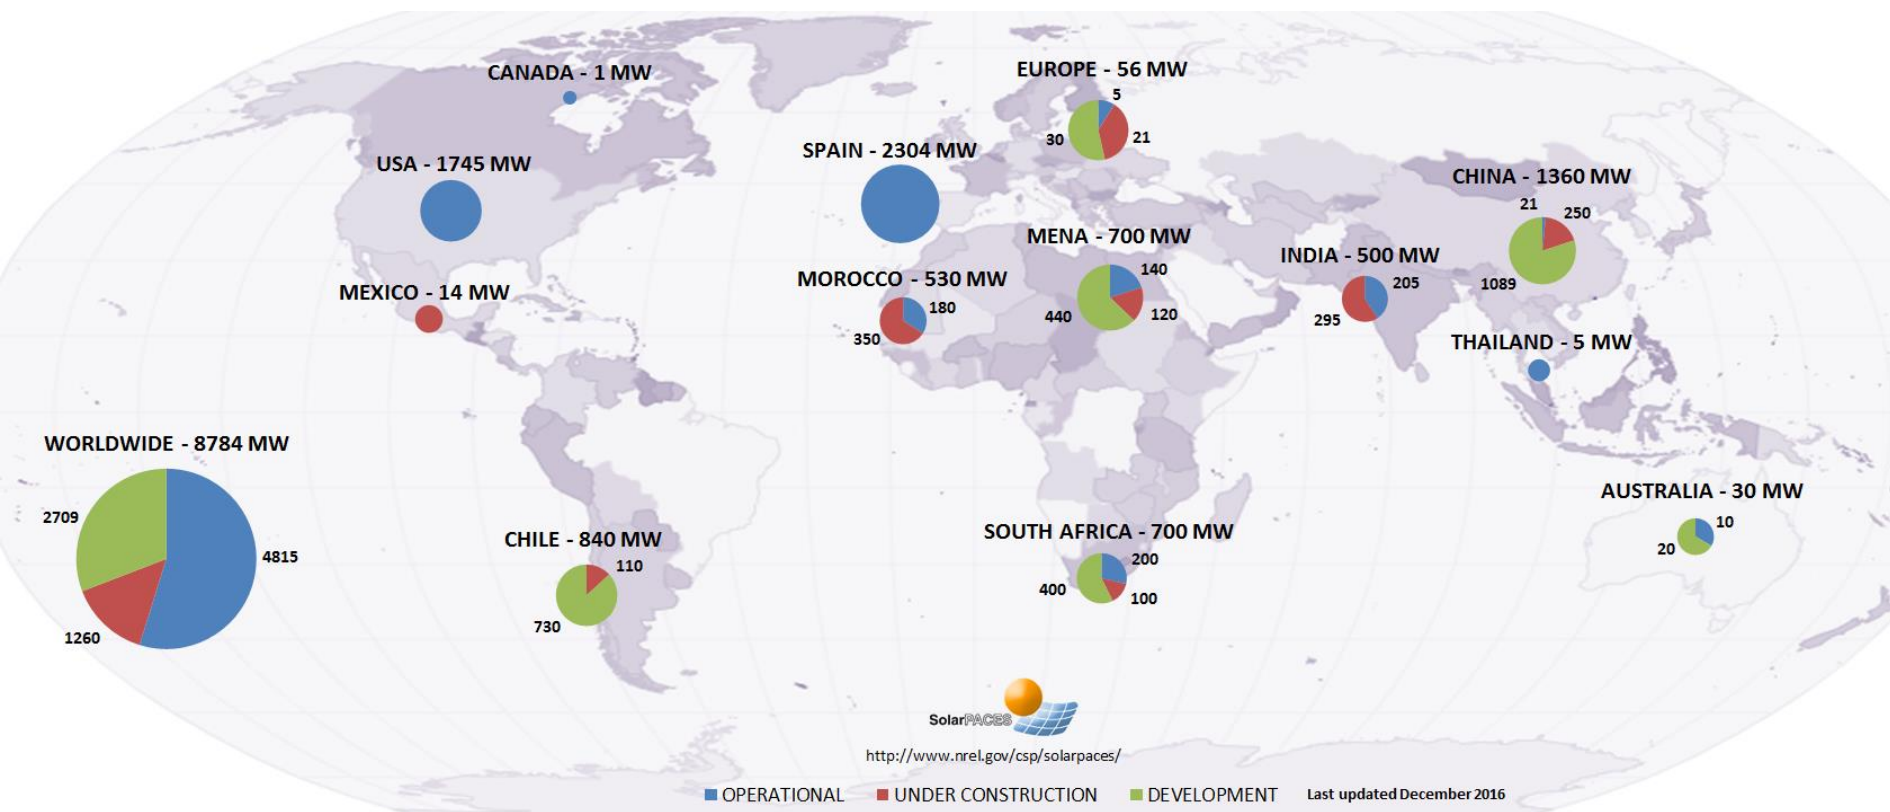 CANADA - 1 MW
EUROPE - 56 MW
5
30
21
USA - 1745 MW
SPAIN - 2304 MW
CHINA - 1360 MW
21
250
1089
MENA - 700 MW
140
440
120
INDIA - 500 MW
205
295
MOROCCO - 530 MW
180
350
MEXICO - 14 MW
THAILAND - 5 MW
WORLDWIDE - 8784 MW
2709
4815
1260
AUSTRALIA - 30 MW
10
20
CHILE - 840 MW
110
730
SOUTH AFRICA - 700 MW
200
400
100
SolarPACES
http://www.nrel.gov/csp/solarpaces/
OPERATIONAL UNDER CONSTRUCTION DEVELOPMENT Last updated December 2016